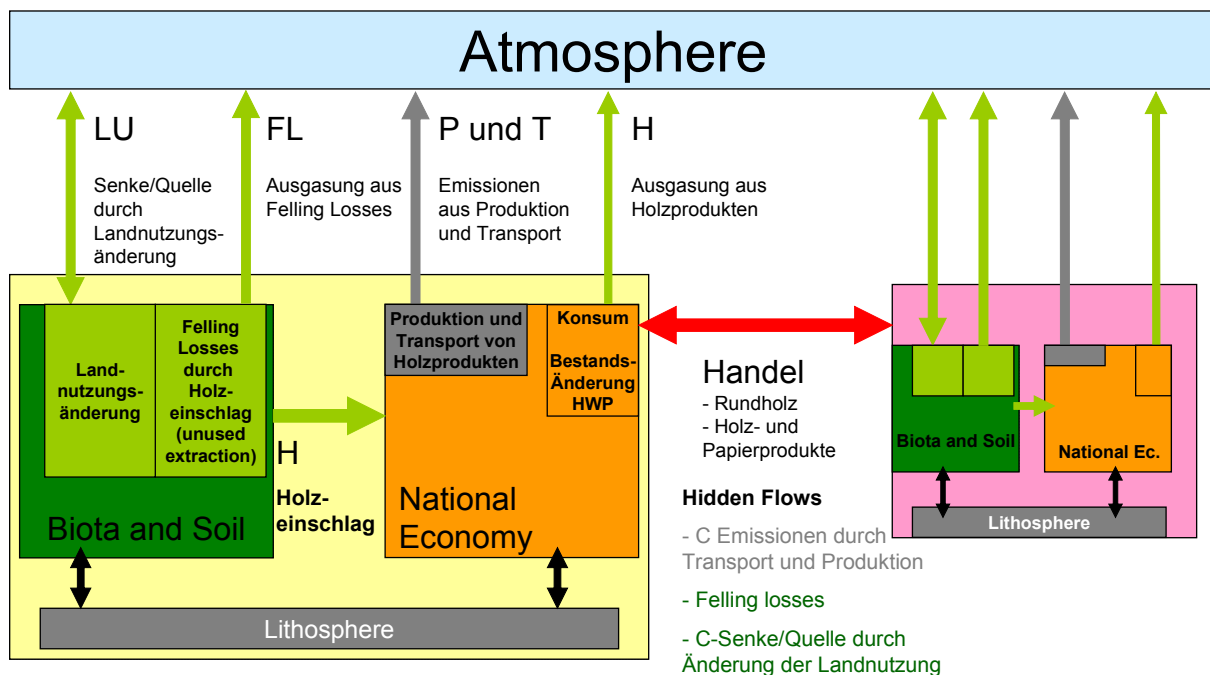 Atmosphere
LU
Senke/Quelle
durch
Landnutzungs-
änderung
FL
Ausgasung aus
Felling Losses
P und T
Emissionen
aus Produktion
und Transport
H
Ausgasung aus
Holzprodukten
Land-
nutzungs-
änderung
Felling
Losses
durch
Holz-
einschlag
(unused
extraction)
Biota and Soil
H
Holz-
einschlag
Produktion und
Transport von
Holzprodukten
Konsum
Bestands-
Änderung
HWP
National
Economy
Lithosphere
Handel
- Rundholz
- Holz- und
Papierprodukte
Hidden Flows
- C Emissionen durch
Transport und Produktion
- Felling losses
- C-Senke/Quelle durch
Änderung der Landnutzung
Biota and Soil
National Ec.
Lithosphere